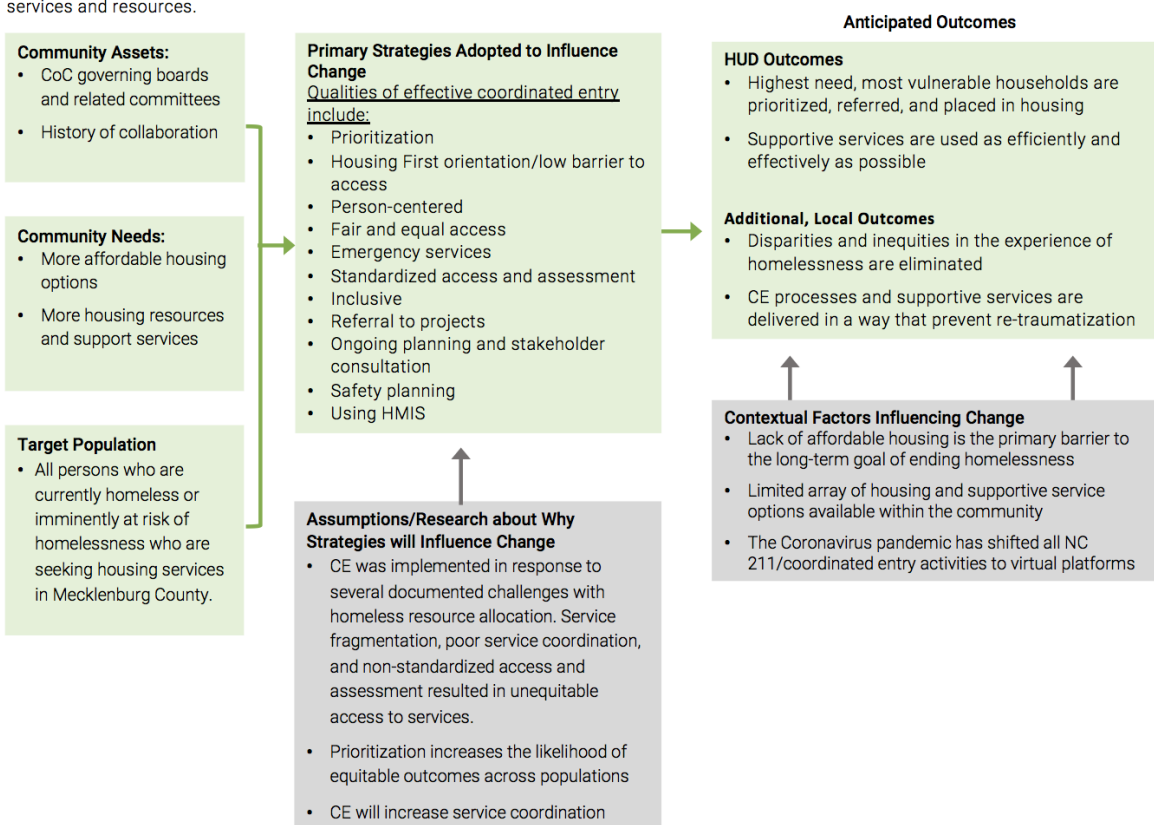 services and resources.
Community Assets:
• CoC governing boards
and related committees
• History of collaboration
Community Needs:
• More affordable housing
options
• More housing resources
and support services
Target Population
• All persons who are
currently homeless or
imminently at risk of
homelessness who are
seeking housing services
in Mecklenburg County.
Primary Strategies Adopted to Influence
Change
Qualities of effective coordinated entry
include:
• Prioritization
• Housing First orientation/low barrier to
access
• Person-centered
• Fair and equal access
• Emergency services
• Standardized access and assessment
• Inclusive
• Referral to projects
• Ongoing planning and stakeholder
consultation
• Safety planning
• Using HMIS
Assumptions/Research about Why
Strategies will Influence Change
• CE was implemented in response to
several documented challenges with
homeless resource allocation. Service
fragmentation, poor service coordination,
and non-standardized access and
assessment resulted in unequitable
access to services.
• Prioritization increases the likelihood of
equitable outcomes across populations
• CE will increase service coordination
Anticipated Outcomes
HUD Outcomes
• Highest need, most vulnerable households are
prioritized, referred, and placed in housing
• Supportive services are used as efficiently and
effectively as possible
Additional, Local Outcomes
• Disparities and inequities in the experience of
homelessness are eliminated
• CE processes and supportive services are
delivered in a way that prevent re-traumatization
Contextual Factors Influencing Change
• Lack of affordable housing is the primary barrier to
the long-term goal of ending homelessness
• Limited array of housing and supportive service
options available within the community
• The Coronavirus pandemic has shifted all NC
211/coordinated entry activities to virtual platforms